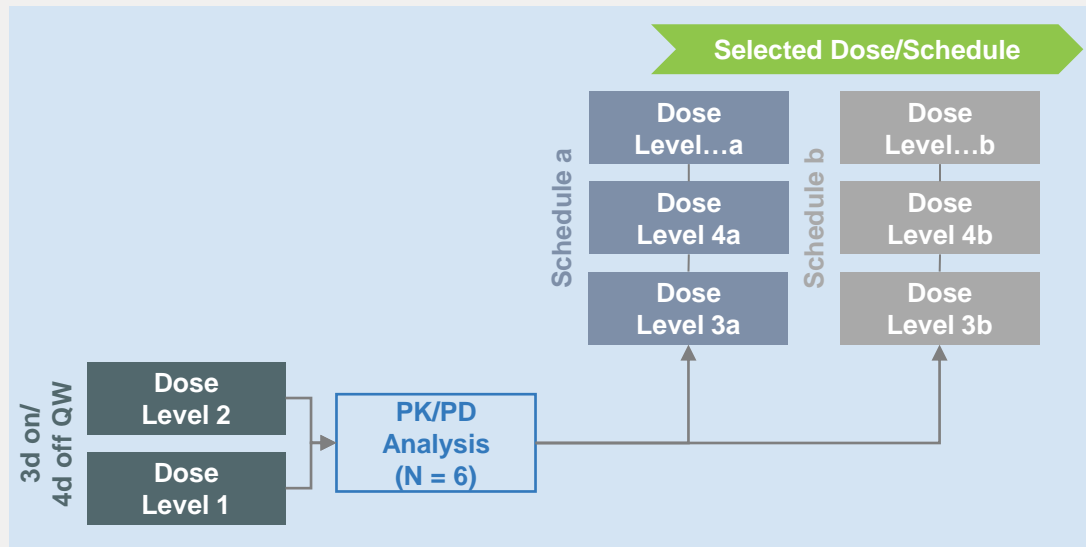 Selected Dose/Schedule
Schedule a
Dose
Level...a
Dose
Level 4a
Dose
Level 3a
Schedule b
Dose
Level...b
Dose
Level 4b
Dose
Level 3b
3d on/
4d off QW
Dose
Level 2
Dose
Level 1
PK/PD
Analysis
(N = 6)